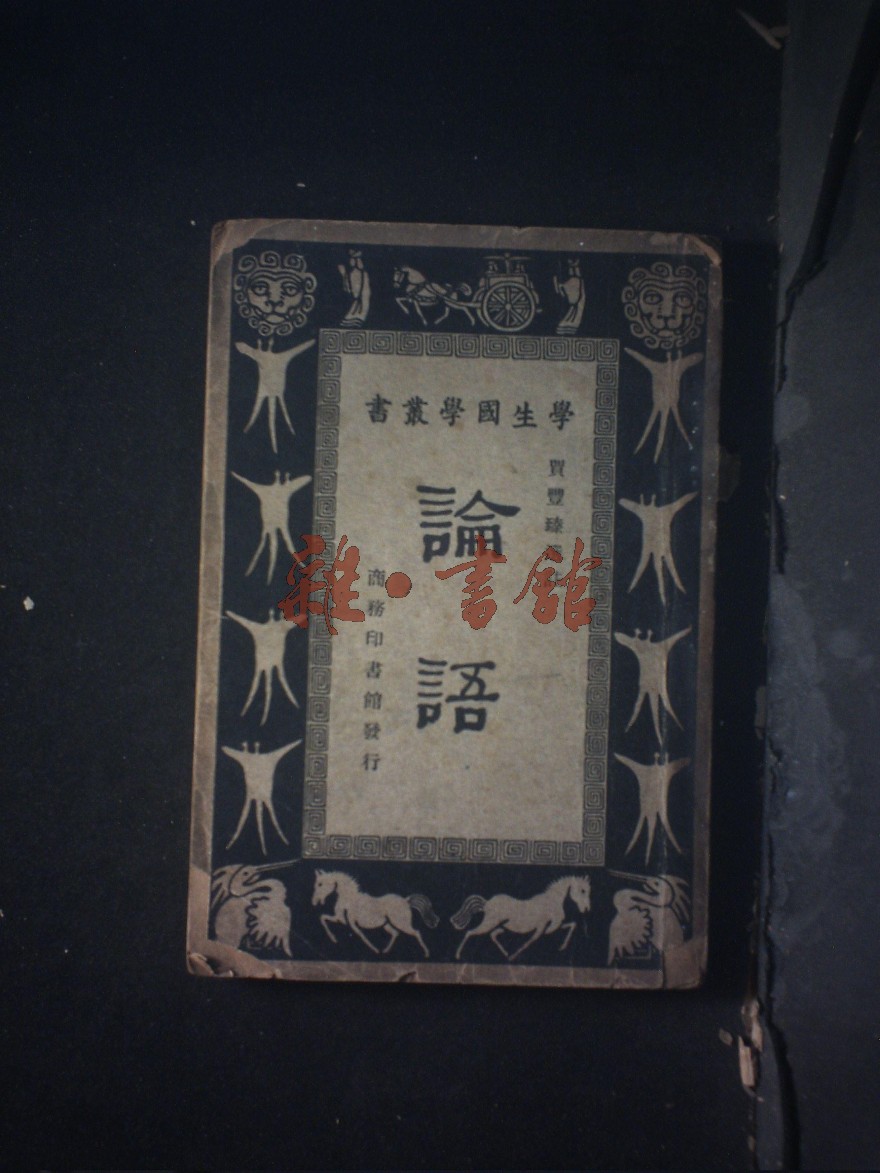 學生國學叢書
賈豐臻
論語
商務印書館發行
雜·書館